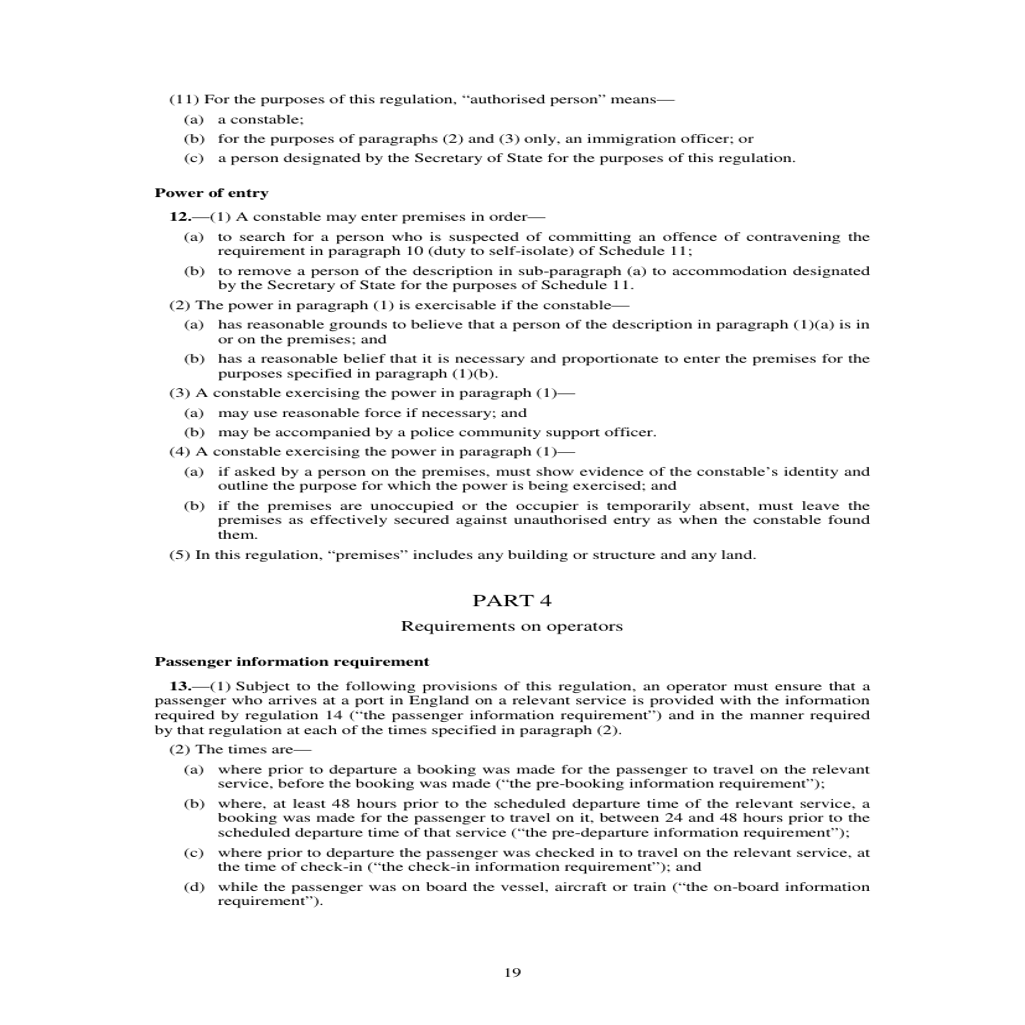 (11) For the purposes of this regulation, “authorised person” means—
(a) a constable;
(b) for the purposes of paragraphs (2) and (3) only, an immigration officer; or
(c) a person designated by the Secretary of State for the purposes of this regulation.
Power of entry
12.—(1) A constable may enter premises in order—
(a) to search for a person who is suspected of committing an offence of contravening the
requirement in paragraph 10 (duty to self-isolate) of Schedule 11;
(b) to remove a person of the description in sub-paragraph (a) to accommodation designated
by the Secretary of State for the purposes of Schedule 11.
(2) The power in paragraph (1) is exercisable if the constable—
(a) has reasonable grounds to believe that a person of the description in paragraph (1)(a) is in
or on the premises; and
(b) has a reasonable belief that it is necessary and proportionate to enter the premises for the
purposes specified in paragraph (1)(b).
(3) A constable exercising the power in paragraph (1)—
(a) may use reasonable force if necessary; and
(b) may be accompanied by a police community support officer.
(4) A constable exercising the power in paragraph (1)—
(a) if asked by a person on the premises, must show evidence of the constable’s identity and
outline the purpose for which the power is being exercised; and
(b) if the premises are unoccupied or the occupier is temporarily absent, must leave the
premises as effectively secured against unauthorised entry as when the constable found
them.
(5) In this regulation, “premises” includes any building or structure and any land.
PART 4
Requirements on operators
Passenger information requirement
13.—(1) Subject to the following provisions of this regulation, an operator must ensure that a
passenger who arrives at a port in England on a relevant service is provided with the information
required by regulation 14 (“the passenger information requirement”) and in the manner required
by that regulation at each of the times specified in paragraph (2).
(2) The times are—
(a) where prior to departure a booking was made for the passenger to travel on the relevant
service, before the booking was made (“the pre-booking information requirement”);
(b) where, at least 48 hours prior to the scheduled departure time of the relevant service, a
booking was made for the passenger to travel on it, between 24 and 48 hours prior to the
scheduled departure time of that service (“the pre-departure information requirement”);
(c) where prior to departure the passenger was checked in to travel on the relevant service, at
the time of check-in (“the check-in information requirement”); and
(d) while the passenger was on board the vessel, aircraft or train (“the on-board information
requirement”).
19